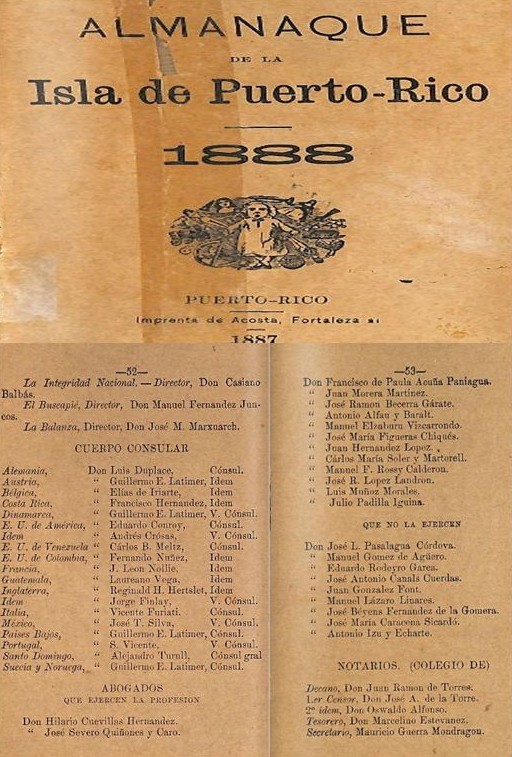 ALMANAQUE
DE LA
Isla de Puerto-Rico
1888
PUERTO-RICO
Imprenta de Acosta, Fortaleza 21
1887
—52—
La Integridad Nacional.—Director, Don Casiano
Balbás.
El Buscapié, Director, Don Manuel Fernandez Jun-
cos.
La Balanza, Director, Don José M. Marxuarch.
CUERPO CONSULAR
Alemania, Don Luis Duplace, Cónsul.
Austria, “ Guillermo E. Latimer, Idem
Bélgica, “ Elías de Iriarte, Idem
Costa Rica, “ Francisco Hernandez, Idem
Dinamarca, “ Guillermo E. Latimer, V. Cónsul.
E. U. de América, “ Eduardo Conroy, Cónsul.
Idem “ Andrés Crósas, V. Cónsul.
E. U. de Venezuela “ Cárlos B. Meltz, Cónsul.
E. U. de Colombia, “ Fernando Nuñez, Idem
Francia, “ J. Leon Noilie, Idem
Guatemala, “ Laureano Vega, Idem
Inglaterra, “ Reginald H. Hertslet, Idem
Idem “ Jorge Finlay, V. Cónsul.
Italia, “ Vicente Furiati. Cónsul.
México, “ José T. Silva, V. Cónsul.
Paises Bajos, “ Guillermo E. Latimer, Cónsul.
Portugal, “ S. Vicente, V. Cónsul.
Santo Domingo, “ Alejandro Turull, Cónsul gral
Suecia y Noruega, “ Guillermo E. Latimer, Cónsul.
ABOGADOS
QUE EJERCEN LA PROFESION
Don Hilario Cuevillas Hernandez.
“ José Severo Quiñones y Caro.
—53—
Don Francisco de Paula Acuña Paniagua.
“ Juan Morera Martinez.
“ José Ramon Becerra Gárate.
“ Antonio Alfau y Baralt.
“ Manuel Elzaburu Vizcarrondo.
“ José María Figueras Chiqués.
“ Juan Hernandez Lopez.
“ Cárlos María Soler y Martorell.
“ Manuel F. Rossy Calderon.
“ José R. Lopez Landron.
“ Luis Muñoz Morales.
“ Julio Padilla Iguina.
QUE NO LA EJERCEN
Don José L. Pasalagua Córdova.
“ Manuel Gomez de Agüero.
“ Eduardo Rodeyro Garea.
“ José Antonio Canals Cuerdas.
“ Juan Gonzalez Font.
“ Manuel Lázaro Linares.
“ José Bévens Fernandez de la Gomera.
“ José María Caracena Sicardó.
“ Antonio Izu y Echarte.
NOTARIOS. (COLEGIO DE)
Decano, Don Juan Ramon de Torres.
1.er Censor, Don José A. de la Torre.
2º idem, Don Oswaldo Alfonso.
Tesorero, Don Marcelino Estevanez.
Secretario, Mauricio Guerra Mondragon.